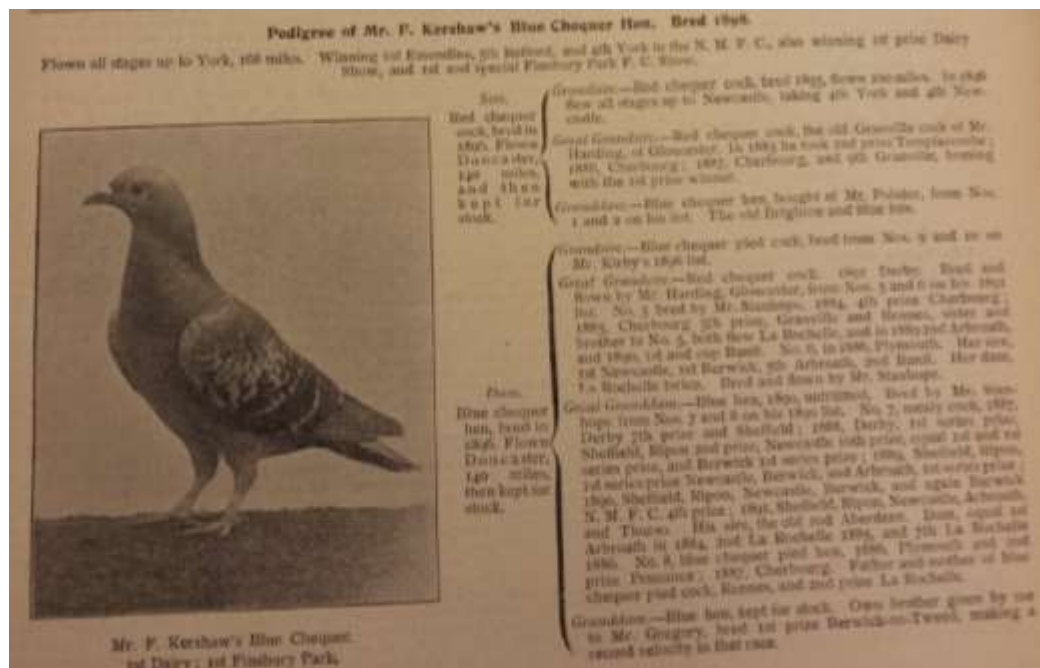 Pedigree of Mr. F. Kershaw's Blue Chequer Hen. Bred 1898.
Flown all stages up to York, 168 miles. Winning 1st Knowdina, 5th Retford, and 4th York in the N. M. F. C., also winning 1st prize Dairy
Show, and 1st and special Finsbury Park F. C. Show.
Sire.
Red chequer
cock, bred in
1896. Flown
Doncaster,
140 miles,
and then
kept for
stock.
Grandsire.—Red chequer cock, bred 1895, flown 200 miles. In 1896
flew all stages up to Newcastle, taking 4th York and 4th New-
castle.
Great Grandsire.—Red chequer cock, the old Granville cock of Mr.
Harding, of Gloucester. In 1885 he took 2nd prize Templecombe;
1886, Cherbourg; 1887, Cherbourg, and 9th Granville, homing
with the 1st prize winner.
Granddam.—Blue chequer hen, bought of Mr. Pointer, from Nos.
1 and 2 on his list. The old Brighton and Blue line.
Dam.
Blue chequer
hen, bred in
1896. Flown
Doncaster,
140 miles,
then kept for
stock.
Grandsire.—Blue chequer pied cock, bred from Nos. 9 and 10 on
Mr. Kirby's 1896 list.
Great Grandsire.—Red chequer cock. 1892 Derby. Bred and
flown by Mr. Harding, Gloucester, from Nos. 5 and 6 on his 1891
list. No. 5 bred by Mr. Stanhope. 1884, 4th prize Cherbourg;
1885, Cherbourg 5th prize, Granville and Rennes, sister and
brother to No. 5, both flew La Rochelle, and in 1889 2nd Arbroath,
and 1890, 1st and cup Banff. No. 6, in 1886, Plymouth. Her son,
1st Newcastle, 1st Berwick, 5th Arbroath, 2nd Banff. Her dam,
La Rochelle twice. Bred and flown by Mr. Stanhope.
Great Granddam.—Blue hen, 1890, untrained. Bred by Mr. Stan-
hope from Nos. 7 and 8 on his 1890 list. No. 7, mealy cock, 1887,
Derby 7th prize and Sheffield; 1888, Derby, 1st series prize,
Sheffield, Ripon 2nd prize, Newcastle 10th prize, equal 1st and 1st
series prize, and Berwick 1st series prize; 1889, Sheffield, Ripon,
1st series prize Newcastle, Berwick, and Arbroath, 1st series prize;
1890, Sheffield, Ripon, Newcastle, Berwick, and again Berwick
N. M. F. C. 4th prize; 1891, Sheffield, Ripon, Newcastle, Arbroath,
and Thurso. His sire, the old red Aberdeen. Dam, equal 1st
Arbroath in 1884, 2nd La Rochelle 1885, and 7th La Rochelle
1886. No. 8, blue chequer pied hen, 1886, Plymouth and 2nd
prize Penzance; 1887, Cherbourg. Father and mother of blue
chequer pied cock, Rennes, and 2nd prize La Rochelle.
Granddam.—Blue hen, kept for stock. Own brother given by me
to Mr. Gregory, bred 1st prize Berwick-on-Tweed, making a
record velocity in that race.
Mr. F. Kershaw's Blue Chequer.
1st Dairy; 1st Finsbury Park.